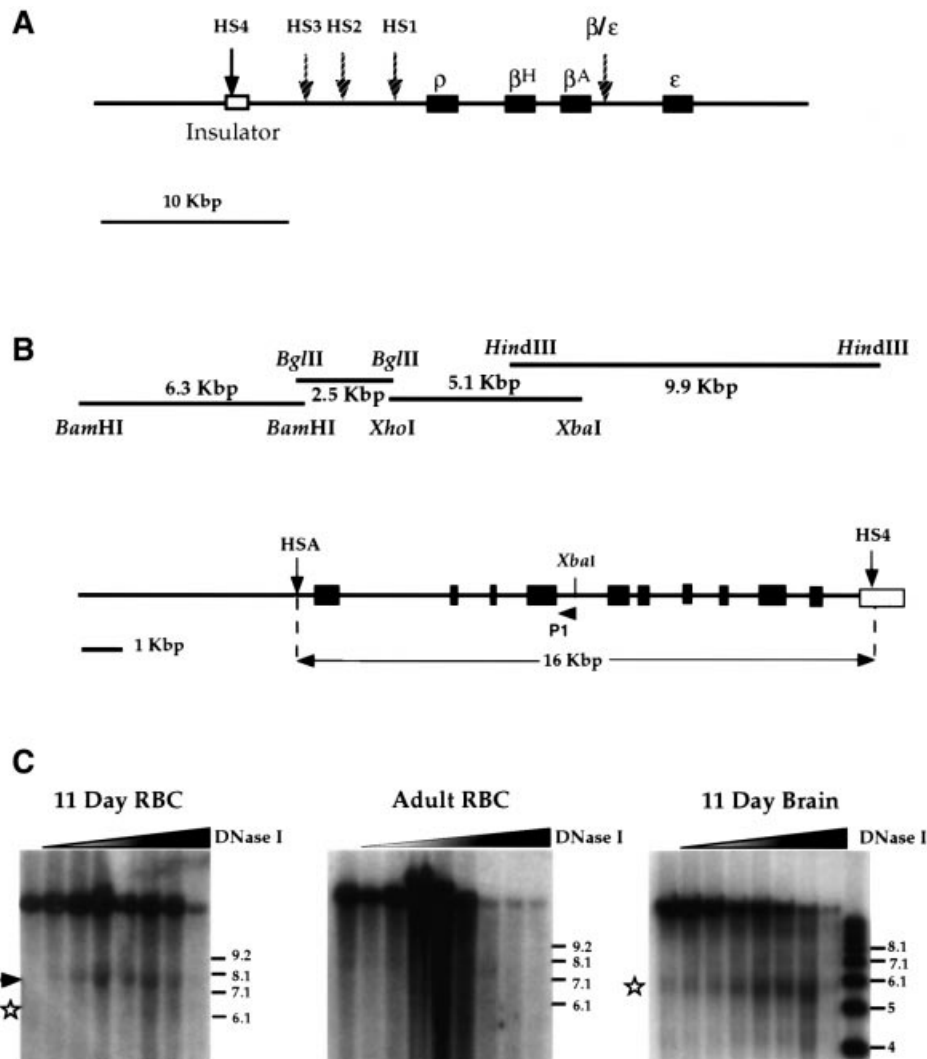 A
HS4 HS3 HS2 HS1 β/ε
ρ βH βA ε
Insulator
10 Kbp
B
BglII BglII HindIII HindIII
6.3 Kbp 2.5 Kbp 5.1 Kbp 9.9 Kbp
BamHI BamHI XhoI XbaI
HSA XbaI HS4
P1
1 Kbp
16 Kbp
C
11 Day RBC Adult RBC 11 Day Brain
DNase I DNase I DNase I
9.2
8.1
7.1
6.1
9.2
8.1
7.1
6.1
8.1
7.1
6.1
5
4